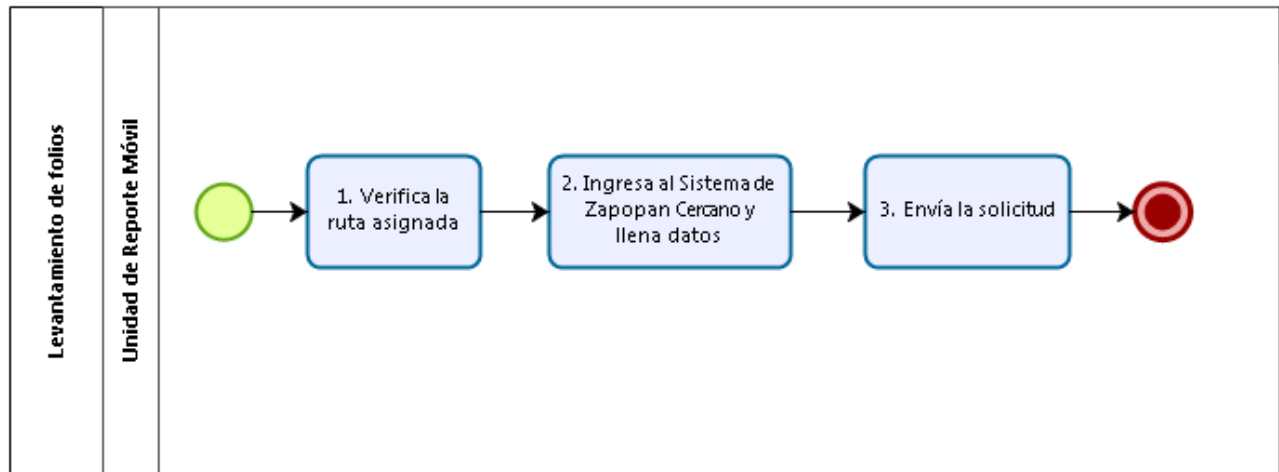 Levantamiento de folios
Unidad de Reporte Móvil
1. Verifica la
ruta asignada
2. Ingresa al Sistema de
Zapopan Cercano y
llena datos
3. Envía la solicitud